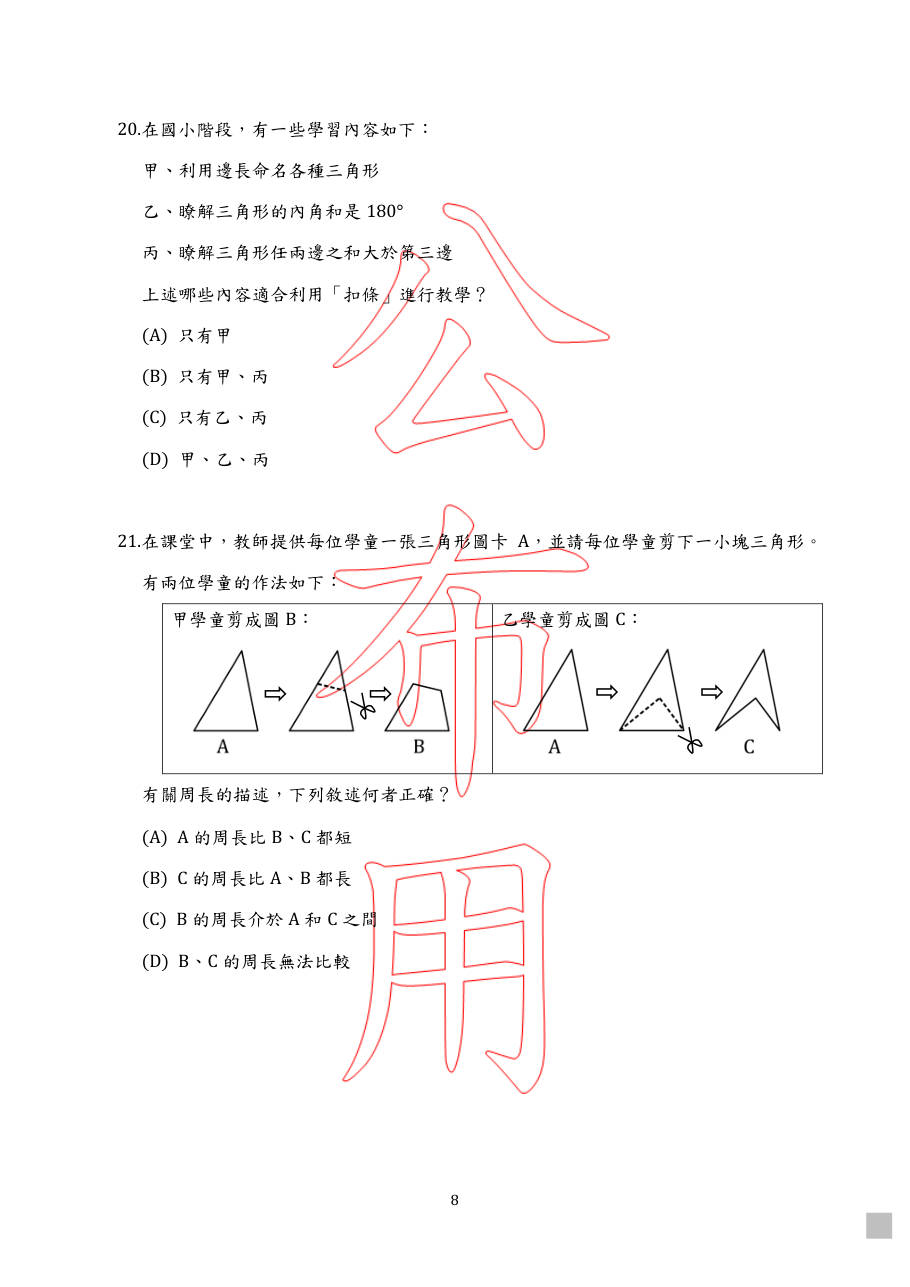 20.在國小階段，有一些學習內容如下：
甲、利用邊長命名各種三角形
乙、瞭解三角形的內角和是 180°
丙、瞭解三角形任兩邊之和大於第三邊
上述哪些內容適合利用「扣條」進行教學？
(A) 只有甲
(B) 只有甲、丙
(C) 只有乙、丙
(D) 甲、乙、丙
21.在課堂中，教師提供每位學童一張三角形圖卡 A，並請每位學童剪下一小塊三角形。
有兩位學童的作法如下：
甲學童剪成圖 B：
A B
乙學童剪成圖 C：
A C
有關周長的描述，下列敘述何者正確？
(A) A 的周長比 B、C 都短
(B) C 的周長比 A、B 都長
(C) B 的周長介於 A 和 C 之間
(D) B、C 的周長無法比較
公布用
8